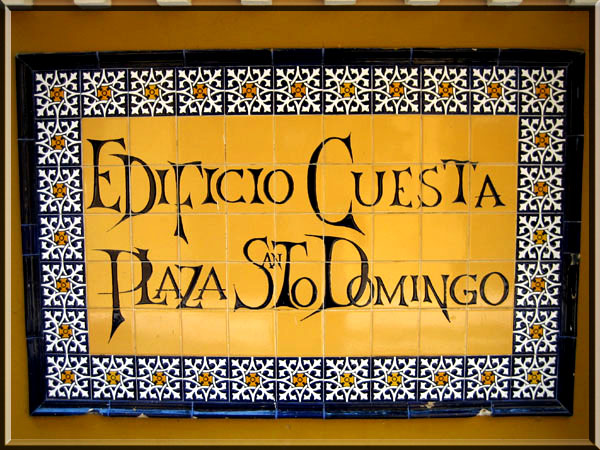 EDIFICIO CUESTA
PLAZA SANTO DOMINGO